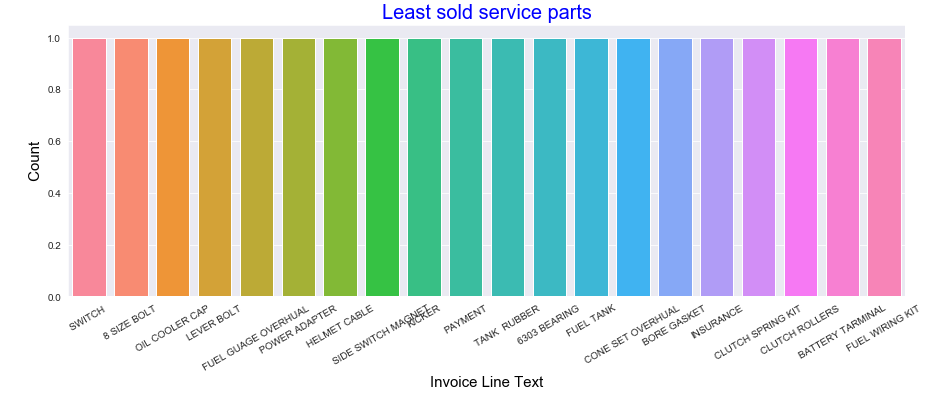 Least sold service parts
Count
1.0
0.8
0.6
0.4
0.2
0.0
SWITCH
8 SIZE BOLT
OIL COOLER CAP
LEVER BOLT
FUEL GUAGE OVERHUAL
POWER ADAPTER
HELMET CABLE
SIDE SWITCH MAGNET
KICKER
PAYMENT
TANK RUBBER
6303 BEARING
FUEL TANK
CONE SET OVERHUAL
BORE GASKET
INSURANCE
CLUTCH SPRING KIT
CLUTCH ROLLERS
BATTERY TARMINAL
FUEL WIRING KIT
Invoice Line Text